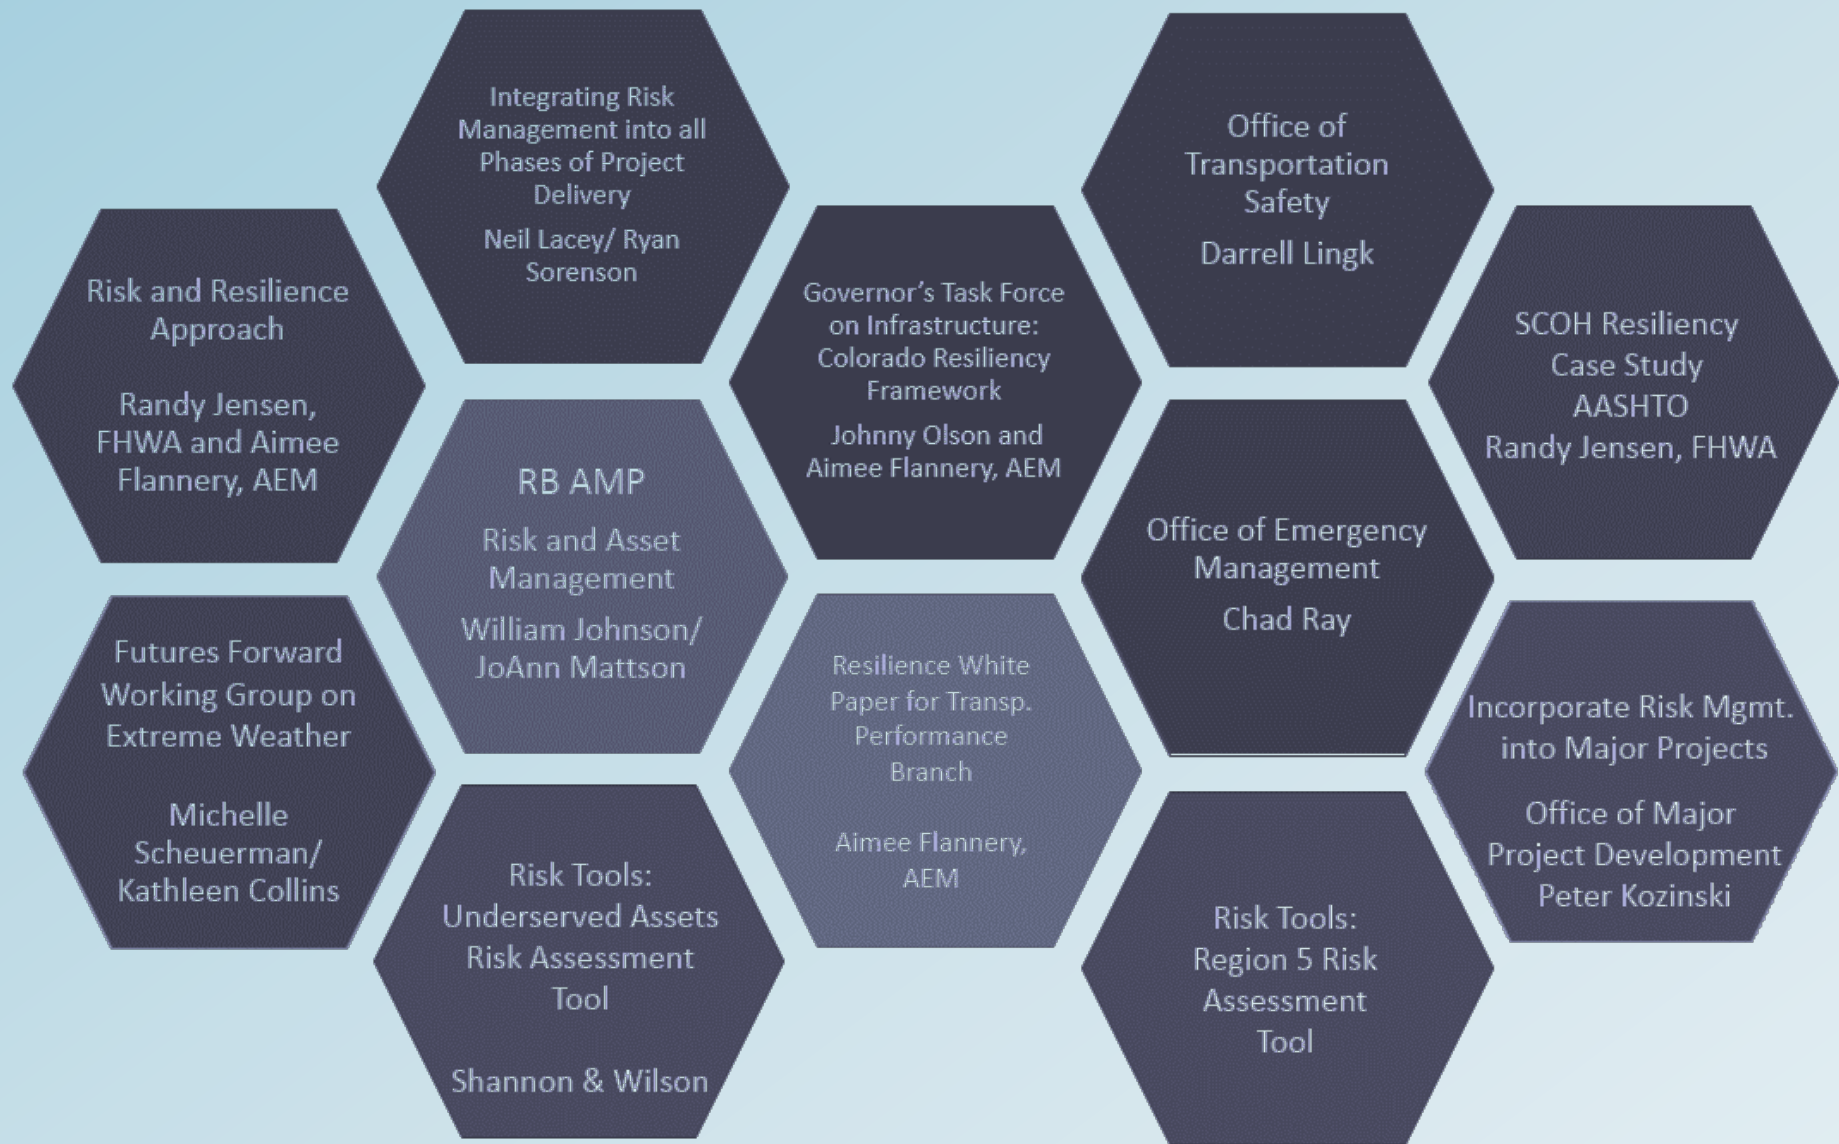 Integrating Risk
Management into all
Phases of Project
Delivery
Neil Lacey/ Ryan
Sorenson
Office of
Transportation
Safety
Darrell Lingk
Risk and Resilience
Approach
Randy Jensen,
FHWA and Aimee
Flannery, AEM
Governor’s Task Force
on Infrastructure:
Colorado Resiliency
Framework
Johnny Olson and
Aimee Flannery, AEM
SCOH Resiliency
Case Study
AASHTO
Randy Jensen, FHWA
RB AMP
Risk and Asset
Management
William Johnson/
JoAnn Mattson
Office of Emergency
Management
Chad Ray
Futures Forward
Working Group on
Extreme Weather
Michelle
Scheuerman/
Kathleen Collins
Resilience White
Paper for Transp.
Performance
Branch
Aimee Flannery,
AEM
Incorporate Risk Mgmt.
into Major Projects
Office of Major
Project Development
Peter Kozinski
Risk Tools:
Underserved Assets
Risk Assessment
Tool
Shannon & Wilson
Risk Tools:
Region 5 Risk
Assessment
Tool